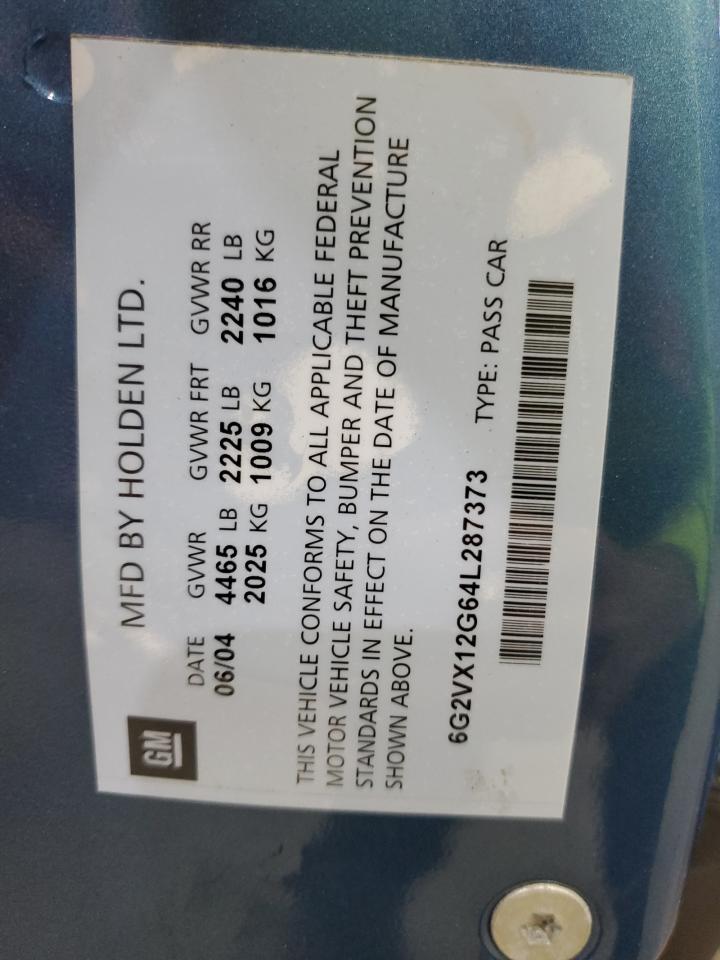 GM
MFD BY HOLDEN LTD.
DATE GVWR GVWR FRT GVWR RR
06/04 4465 LB 2225 LB 2240 LB
2025 KG 1009 KG 1016 KG
THIS VEHICLE CONFORMS TO ALL APPLICABLE FEDERAL
MOTOR VEHICLE SAFETY, BUMPER AND THEFT PREVENTION
STANDARDS IN EFFECT ON THE DATE OF MANUFACTURE
SHOWN ABOVE.
6G2VX12G64L287373 TYPE: PASS CAR